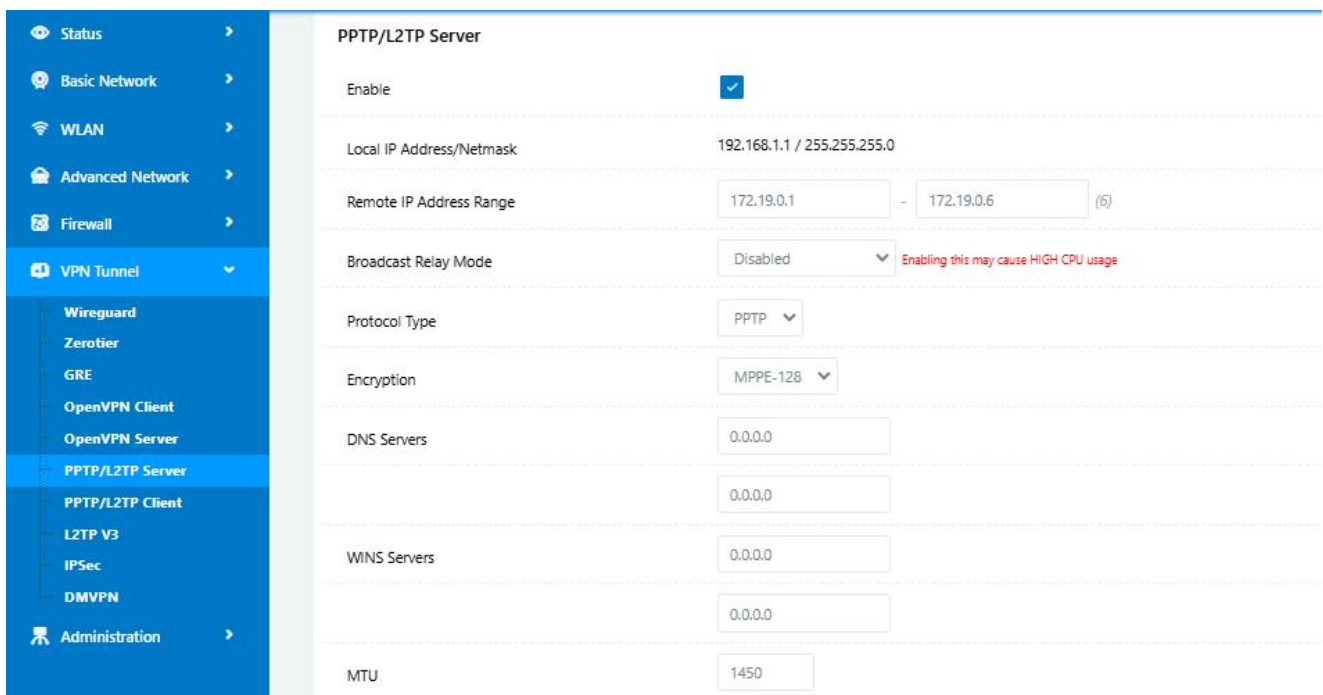 Status
Basic Network
WLAN
Advanced Network
Firewall
VPN Tunnel
Wireguard
Zerotier
GRE
OpenVPN Client
OpenVPN Server
PPTP/L2TP Server
PPTP/L2TP Client
L2TP V3
IPSec
DMVPN
Administration
PPTP/L2TP Server
Enable
Local IP Address/Netmask 192.168.1.1 / 255.255.255.0
Remote IP Address Range 172.19.0.1 - 172.19.0.6 (6)
Broadcast Relay Mode Disabled Enabling this may cause HIGH CPU usage
Protocol Type PPTP
Encryption MPPE-128
DNS Servers 0.0.0.0
0.0.0.0
WINS Servers 0.0.0.0
0.0.0.0
MTU 1450